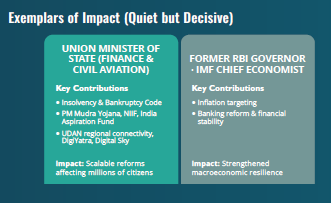 Exemplars of Impact (Quiet but Decisive)
UNION MINISTER OF
STATE (FINANCE &
CIVIL AVIATION)
Key Contributions
• Insolvency & Bankruptcy Code
• PM Mudra Yojana, NIIF, India
Aspiration Fund
• UDAN regional connectivity,
DigiYatra, Digital Sky
Impact: Scalable reforms
affecting millions of citizens
FORMER RBI GOVERNOR
· IMF CHIEF ECONOMIST
Key Contributions
• Inflation targeting
• Banking reform & financial
stability
Impact: Strengthened
macroeconomic resilience